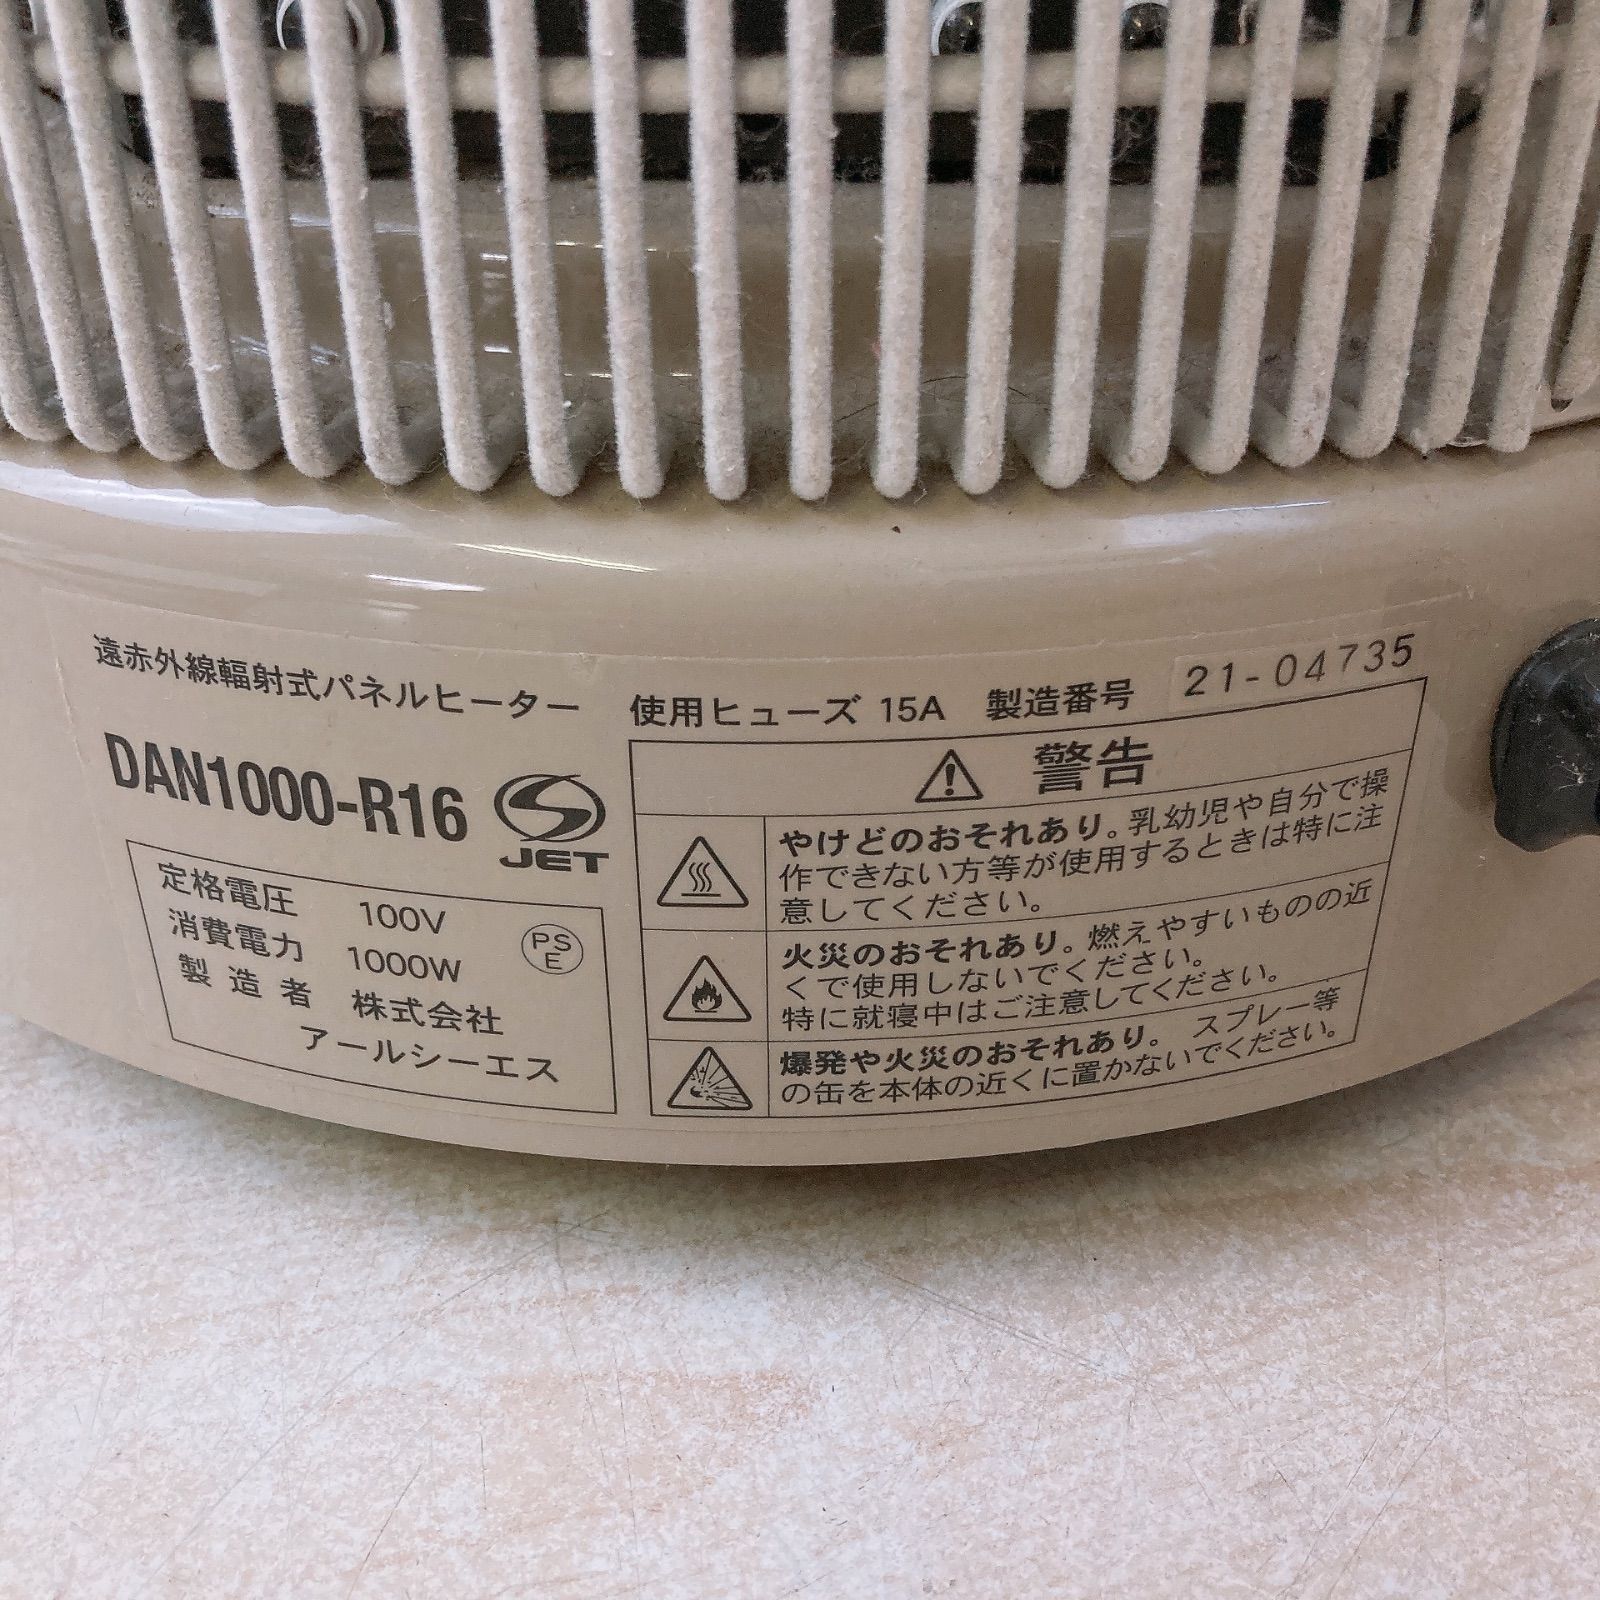 遠赤外線輻射式パネルヒーター
DAN1000-R16
JET
定格電圧 100V
消費電力 1000W
PS
E
製造者 株式会社
アールシーエス
使用ヒューズ 15A 製造番号 21-04735
警告
やけどのおそれあり。乳幼児や自分で操
作できない方等が使用するときは特に注
意してください。
火災のおそれあり。燃えやすいものの近
くで使用しないでください。
特に就寝中はご注意してください。
爆発や火災のおそれあり。 スプレー等
の缶を本体の近くに置かないでください。